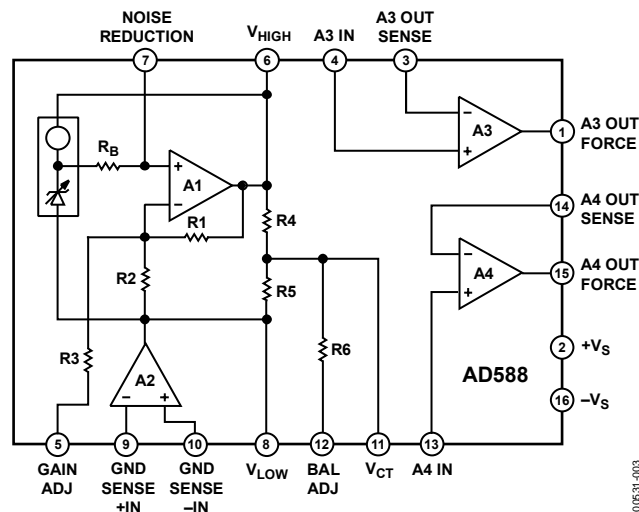 NOISE
REDUCTION
VHIGH
A3 IN
A3 OUT
SENSE
7
6
4
3
RB
A1
+
–
R1
R4
R2
R5
R3
R6
A2
–
+
–
A3
+
1
A3 OUT
FORCE
14
A4 OUT
SENSE
–
A4
+
15
A4 OUT
FORCE
2
+VS
AD588
16
–VS
5
9
10
8
12
11
13
GAIN
ADJ
GND
SENSE
+IN
GND
SENSE
–IN
VLOW
BAL
ADJ
VCT
A4 IN
00531-003